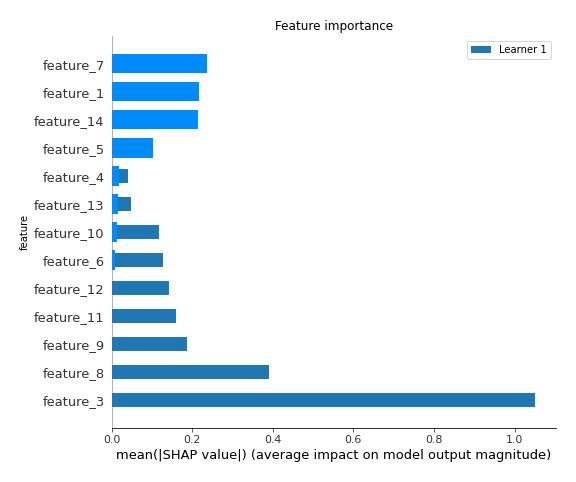 Feature importance
Learner 1
feature_7
feature_1
feature_14
feature_5
feature_4
feature_13
feature_10
feature_6
feature_12
feature_11
feature_9
feature_8
feature_3
feature
0.0 0.2 0.4 0.6 0.8 1.0
mean(|SHAP value|) (average impact on model output magnitude)